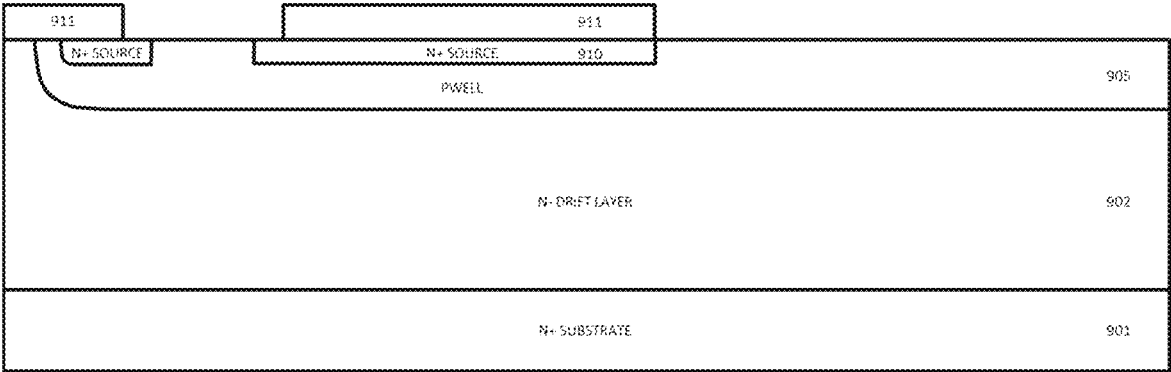 911 911
N+ SOURCE N+ SOURCE 910
PWELL 905
N- DRIFT LAYER 902
N+ SUBSTRATE 901